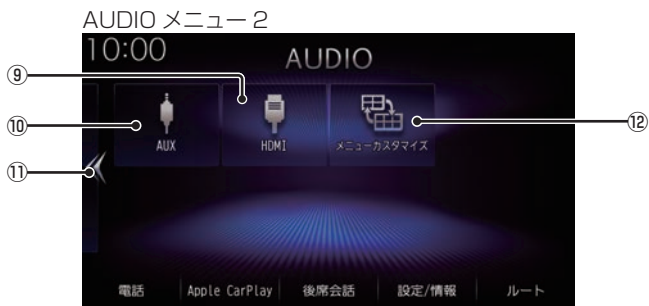 AUDIO メニュー 2
10:00 AUDIO
⑨
⑩
⑪
⑫
AUX HDMI メニューカスタマイズ
電話 Apple CarPlay 後席会話 設定/情報 ルート